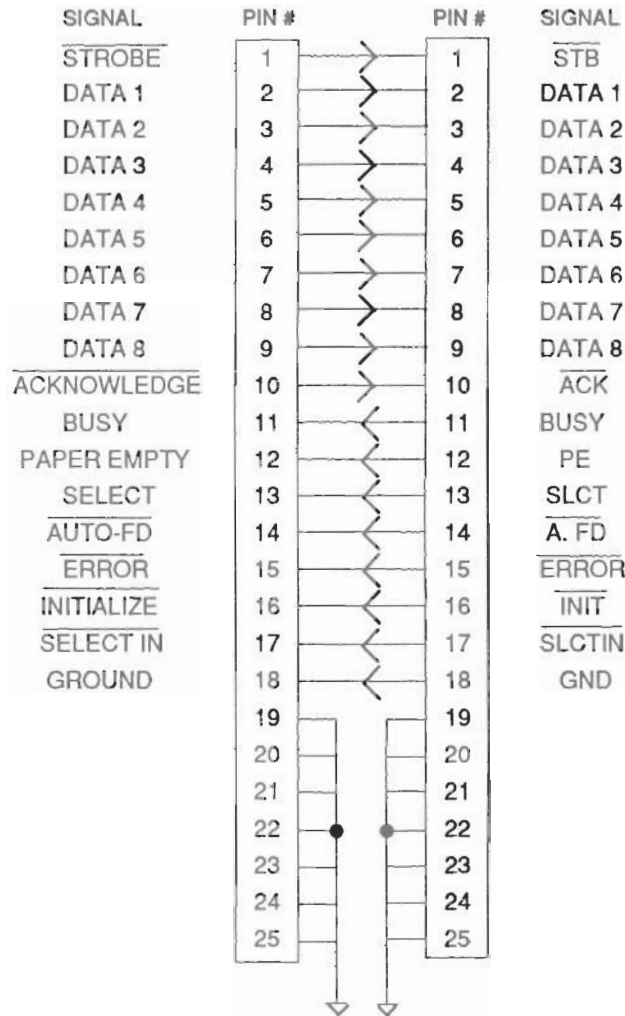 SIGNAL PIN # PIN # SIGNAL
STROBE 1 1 STB
DATA 1 2 2 DATA 1
DATA 2 3 3 DATA 2
DATA 3 4 4 DATA 3
DATA 4 5 5 DATA 4
DATA 5 6 6 DATA 5
DATA 6 7 7 DATA 6
DATA 7 8 8 DATA 7
DATA 8 9 9 DATA 8
ACKNOWLEDGE 10 10 ACK
BUSY 11 11 BUSY
PAPER EMPTY 12 12 PE
SELECT 13 13 SLCT
AUTO-FD 14 14 A. FD
ERROR 15 15 ERROR
INITIALIZE 16 16 INIT
SELECT IN 17 17 SLCTIN
GROUND 18 18 GND
19 19
20 20
21 21
22 22
23 23
24 24
25 25